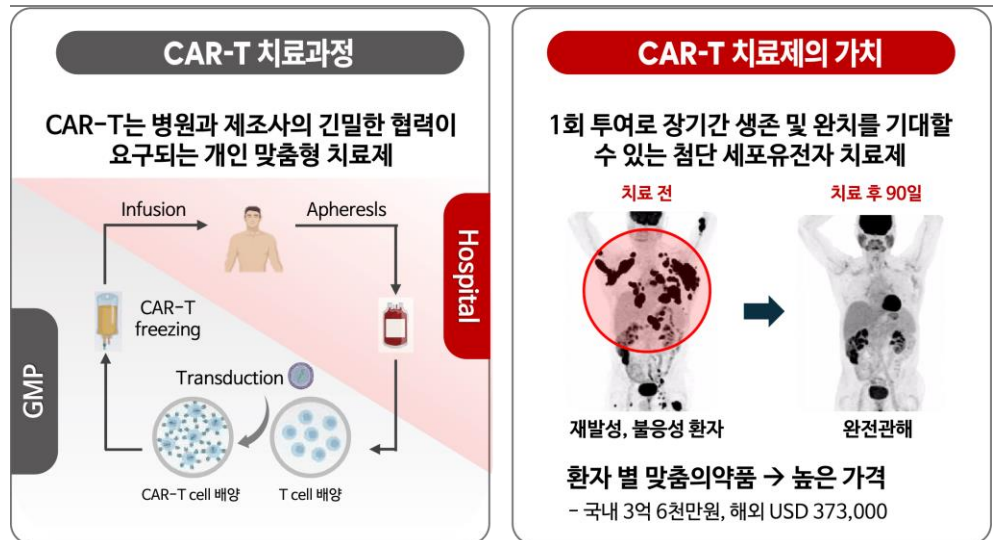 CAR-T 치료과정
CAR-T는 병원과 제조사의 긴밀한 협력이
요구되는 개인 맞춤형 치료제
Infusion
Apheresls
Hospital
CAR-T
freezing
GMP
Transduction
CAR-T cell 배양
T cell 배양
CAR-T 치료제의 가치
1회 투여로 장기간 생존 및 완치를 기대할
수 있는 첨단 세포유전자 치료제
치료 전
치료 후 90일
재발성, 불응성 환자
완전관해
환자 별 맞춤의약품 → 높은 가격
- 국내 3억 6천만원, 해외 USD 373,000